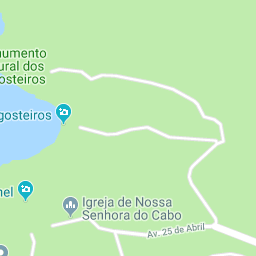 numento
ural dos
gosteiros
gosteiros
nel
Igreja de Nossa
Senhora do Cabo
Av. 25 de Abril